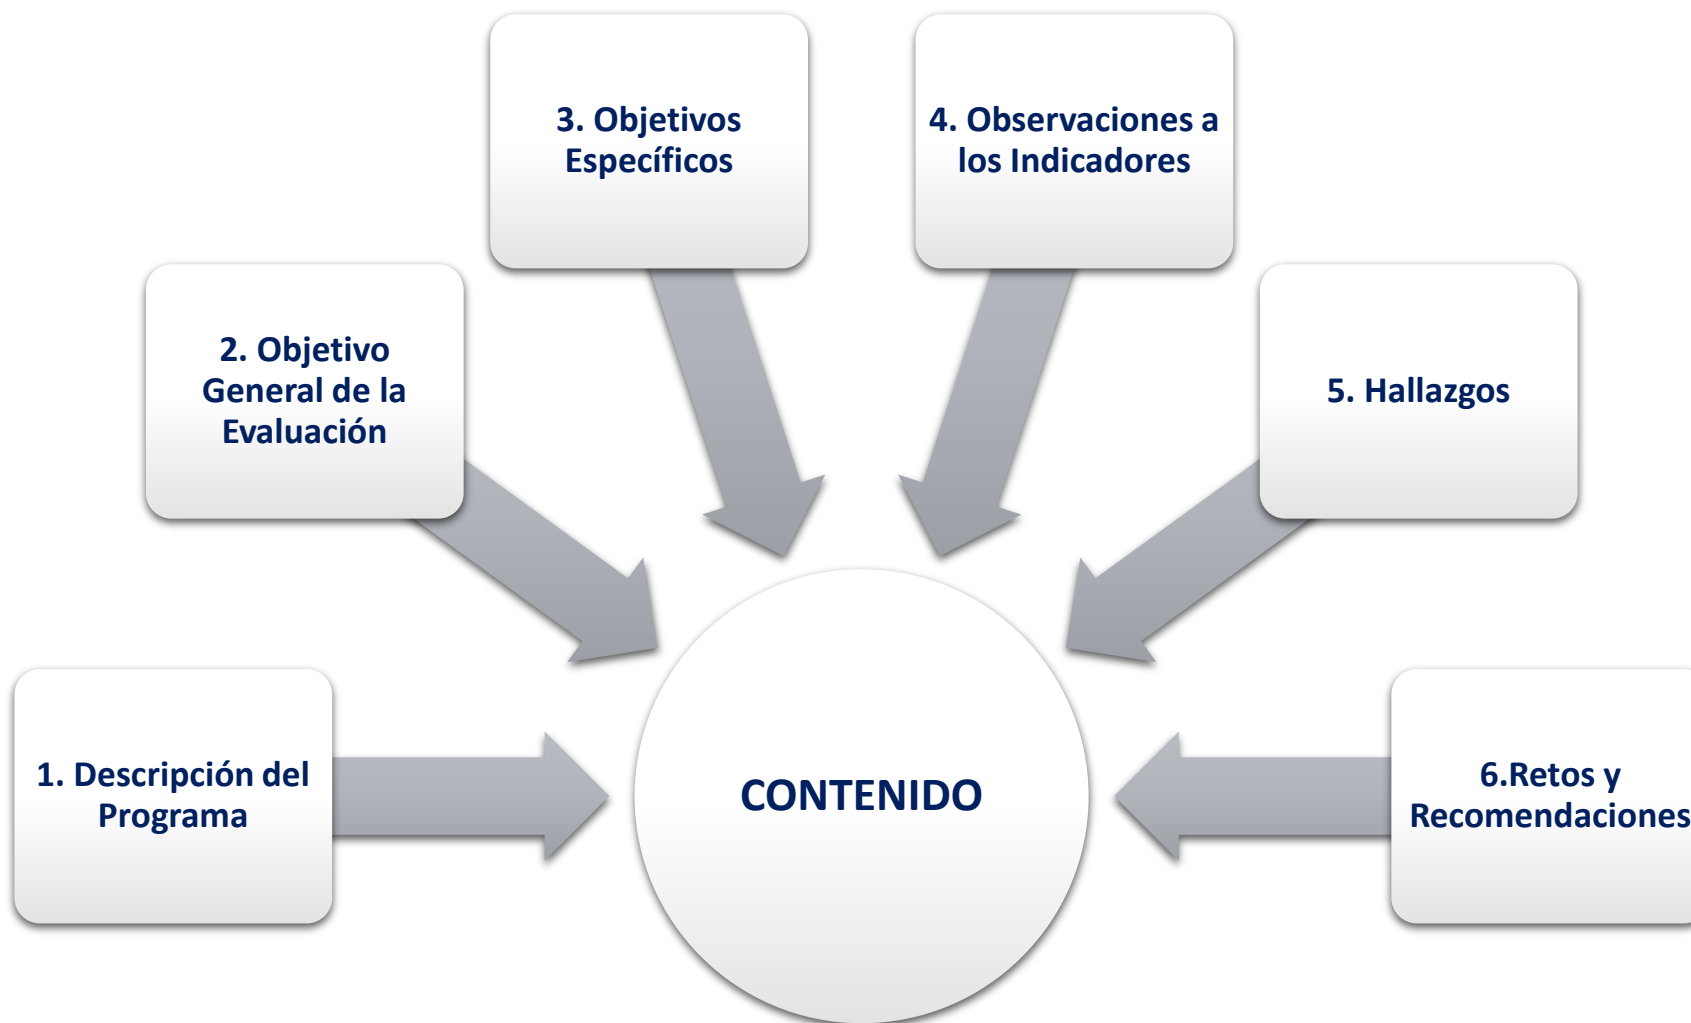 3. Objetivos
Específicos
4. Observaciones a
los Indicadores
2. Objetivo
General de la
Evaluación
5. Hallazgos
1. Descripción del
Programa
CONTENIDO
6.Retos y
Recomendaciones